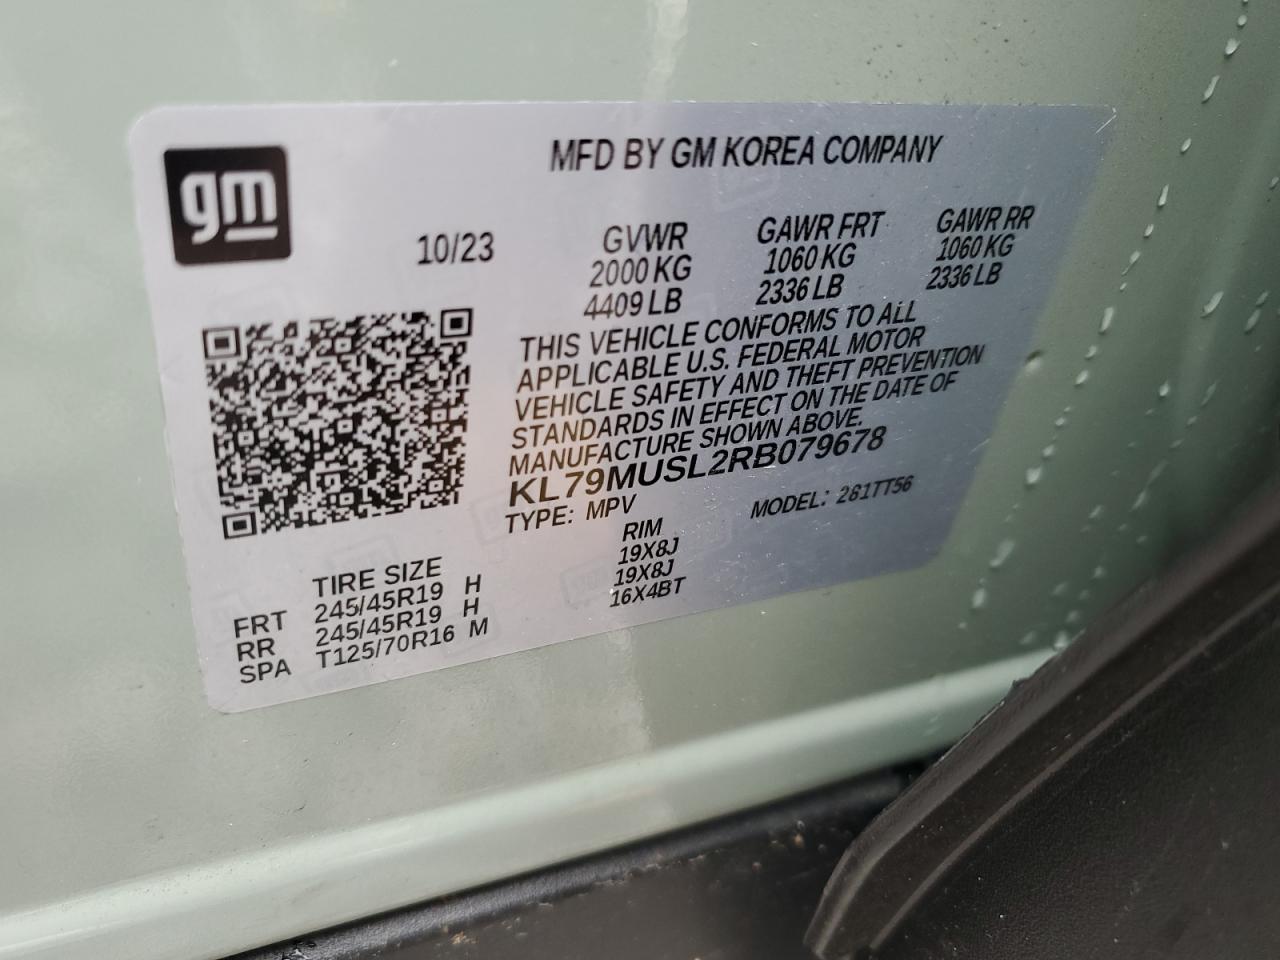 gm
MFD BY GM KOREA COMPANY
10/23
GVWR GAWR FRT GAWR RR
2000 KG 1060 KG 1060 KG
4409 LB 2336 LB 2336 LB
THIS VEHICLE CONFORMS TO ALL
APPLICABLE U.S. FEDERAL MOTOR
VEHICLE SAFETY AND THEFT PREVENTION
STANDARDS IN EFFECT ON THE DATE OF
MANUFACTURE SHOWN ABOVE.
KL79MUSL2RB079678
TYPE: MPV MODEL: 281TT56
TIRE SIZE RIM
FRT 245/45R19 H 19X8J
RR 245/45R19 H 19X8J
SPA T125/70R16 M 16X4BT